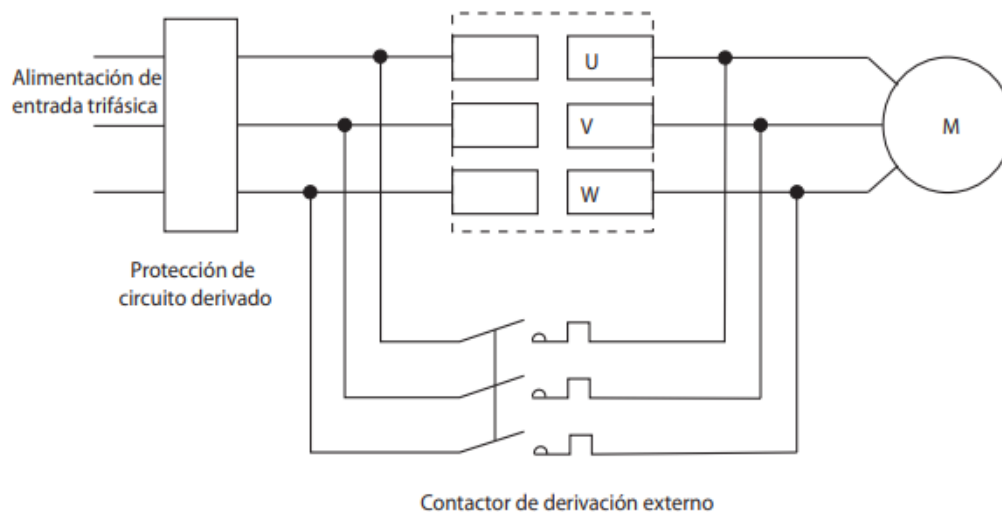 Alimentación de
entrada trifásica
U
V
W
M
Protección de
circuito derivado
Contactor de derivación externo